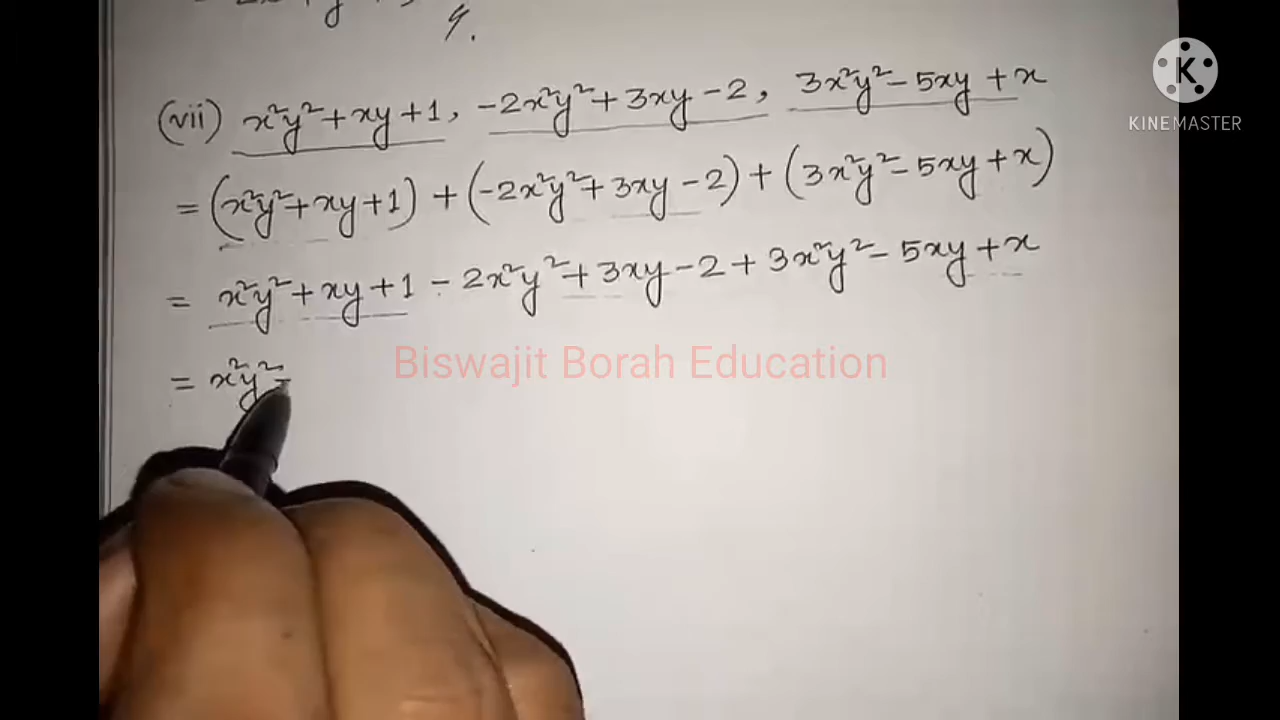 4.
(vii) x²y²+xy+1, -2x²y²+3xy-2, 3x²y²-5xy+x
= (x²y²+xy+1) + (-2x²y²+3xy-2) + (3x²y²-5xy+x)
= x²y²+xy+1 - 2x²y²+3xy-2+3x²y²-5xy+x
= x²y²-
Biswajit Borah Education
K
KINEMASTER